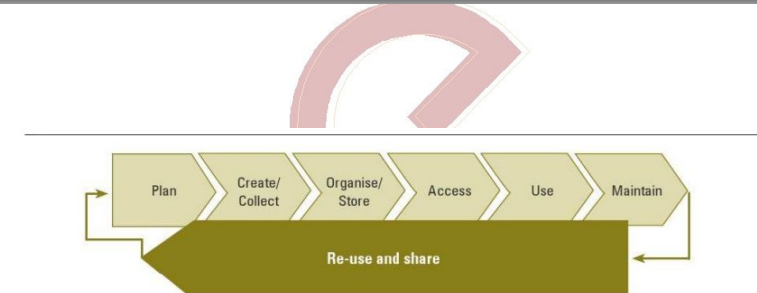 Plan
Create/
Collect
Organise/
Store
Access
Use
Maintain
Re-use and share